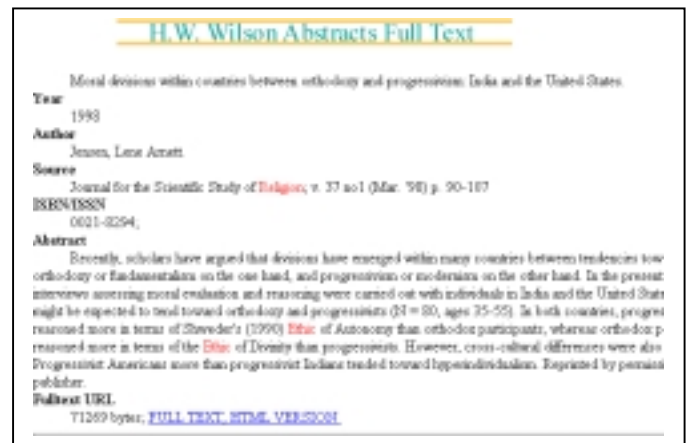 H.W. Wilson Abstracts Full Text
Moral divisions within countries between orthodoxy and progressivism: India and the United States.
Year
1998
Author
Jensen, Lene Arnett
Source
Journal for the Scientific Study of Religion; v. 37 no1 (Mar. '98) p. 90-107
ISBN/ISSN
0021-8294;
Abstract
Recently, scholars have argued that divisions have emerged within many countries between tendencies tow
orthodoxy or fundamentalism on the one hand, and progressivism or modernism on the other hand. In the present
interviews assessing moral evaluation and reasoning were carried out with individuals in India and the United State
might be expected to tend toward orthodoxy and progressivists (N = 80, ages 35-55). In both countries, progres
reasoned more in terms of Shweder's (1990) Ethic of Autonomy than orthodox participants, whereas orthodox p
reasoned more in terms of the Ethic of Divinity than progressivists. However, cross-cultural differences were also
Progressivist Americans more than progressivist Indians tended toward hyperindividualism. Reprinted by permissi
publisher.
Fulltext URL
71269 bytes; FULL TEXT, HTML VERSION